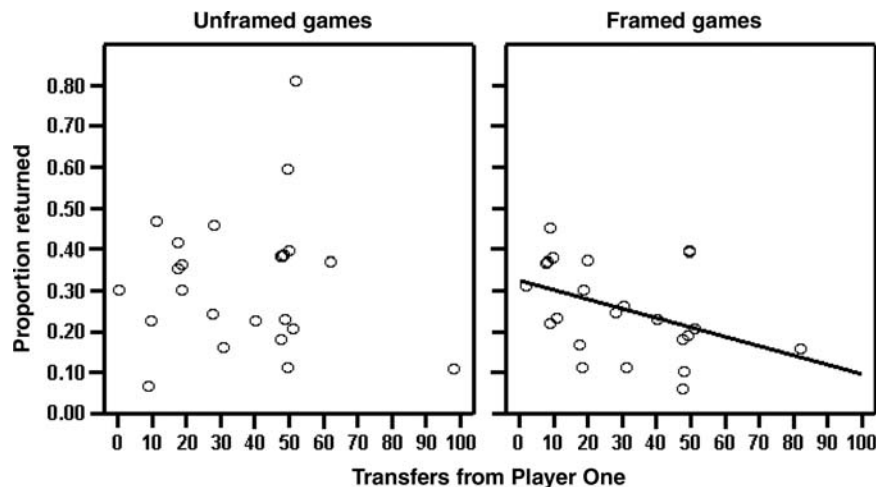 Unframed games
Framed games
Proportion returned
0.80
0.70
0.60
0.50
0.40
0.30
0.20
0.10
0.00
0 10 20 30 40 50 60 70 80 90 100
0 10 20 30 40 50 60 70 80 90 100
Transfers from Player One